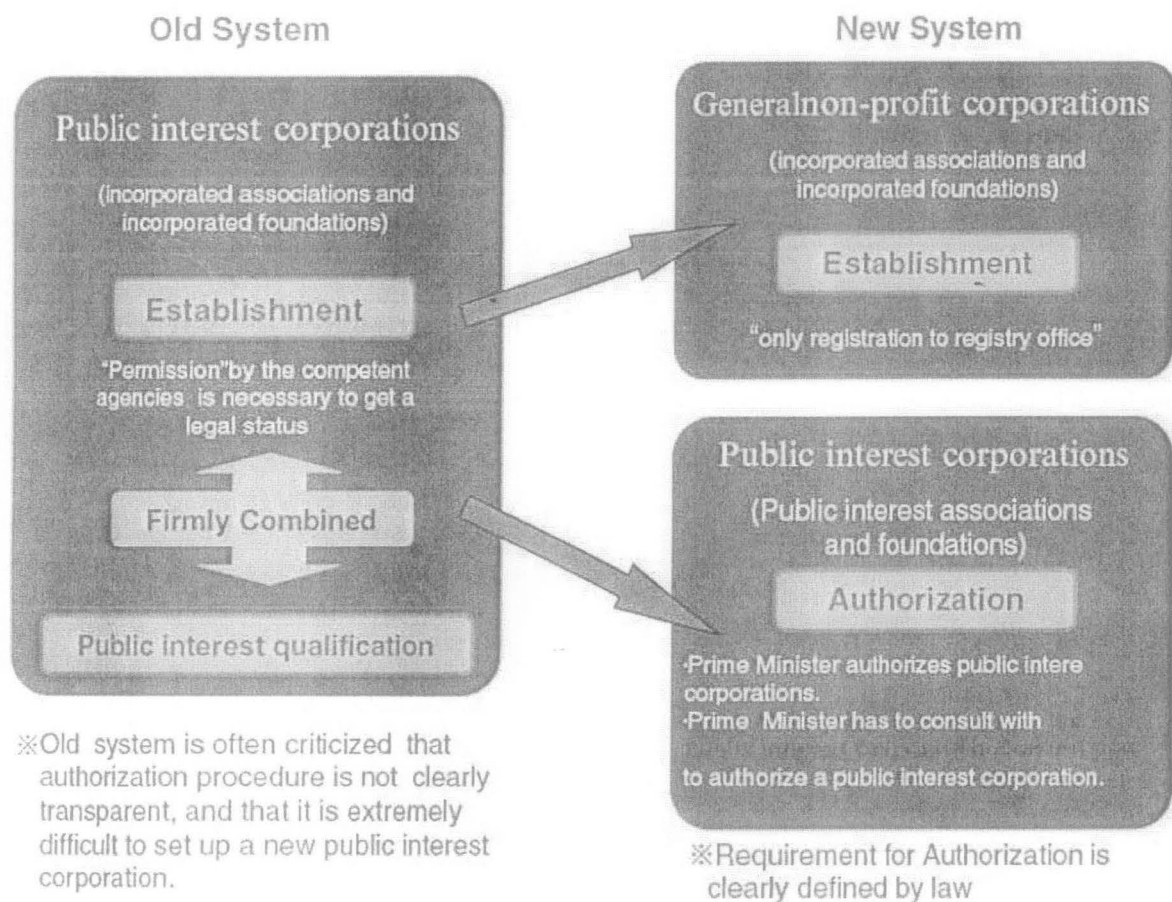 Old System
Public interest corporations
(incorporated associations and
incorporated foundations)
Establishment
"Permission"by the competent
agencies is necessary to get a
legal status
Firmly Combined
Public interest qualification
※Old system is often criticized that
authorization procedure is not clearly
transparent, and that it is extremely
difficult to set up a new public interest
corporation.
New System
Generalnon-profit corporations
(incorporated associations and
incorporated foundations)
Establishment
"only registration to registry office"
Public interest corporations
(Public interest associations
and foundations)
Authorization
·Prime Minister authorizes public intere
corporations.
·Prime Minister has to consult with
to authorize a public interest corporation.
※Requirement for Authorization is
clearly defined by law